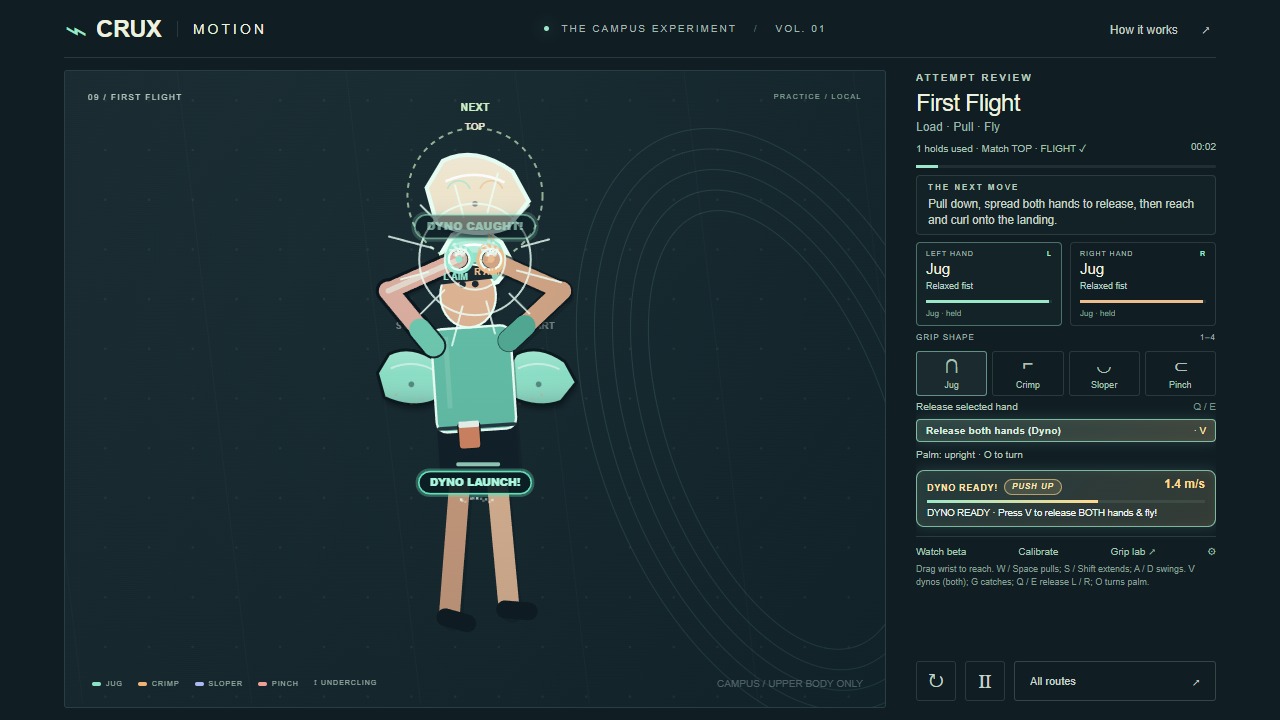 CRUX MOTION
THE CAMPUS EXPERIMENT / VOL. 01
How it works ↗
09 / FIRST FLIGHT
PRACTICE / LOCAL
NEXT
TOP
DYNO CAUGHT!
DYNO LAUNCH!
JUG CRIMP SLOPER PINCH ↕ UNDERCLING
CAMPUS / UPPER BODY ONLY
ATTEMPT REVIEW
First Flight
Load · Pull · Fly
1 holds used · Match TOP · FLIGHT ✓ 00:02
THE NEXT MOVE
Pull down, spread both hands to release, then reach
and curl onto the landing.
LEFT HAND L
Jug
Relaxed fist
Jug · held
RIGHT HAND R
Jug
Relaxed fist
Jug · held
GRIP SHAPE 1–4
Jug Crimp Sloper Pinch
Release selected hand Q / E
Release both hands (Dyno) · V
Palm: upright · O to turn
DYNO READY! PUSH UP 1.4 m/s
DYNO READY · Press V to release BOTH hands & fly!
Watch beta Calibrate Grip lab ↗
Drag wrist to reach. W / Space pulls; S / Shift extends; A / D swings. V
dynos (both); G catches; Q / E release L / R; O turns palm.
All routes ↗